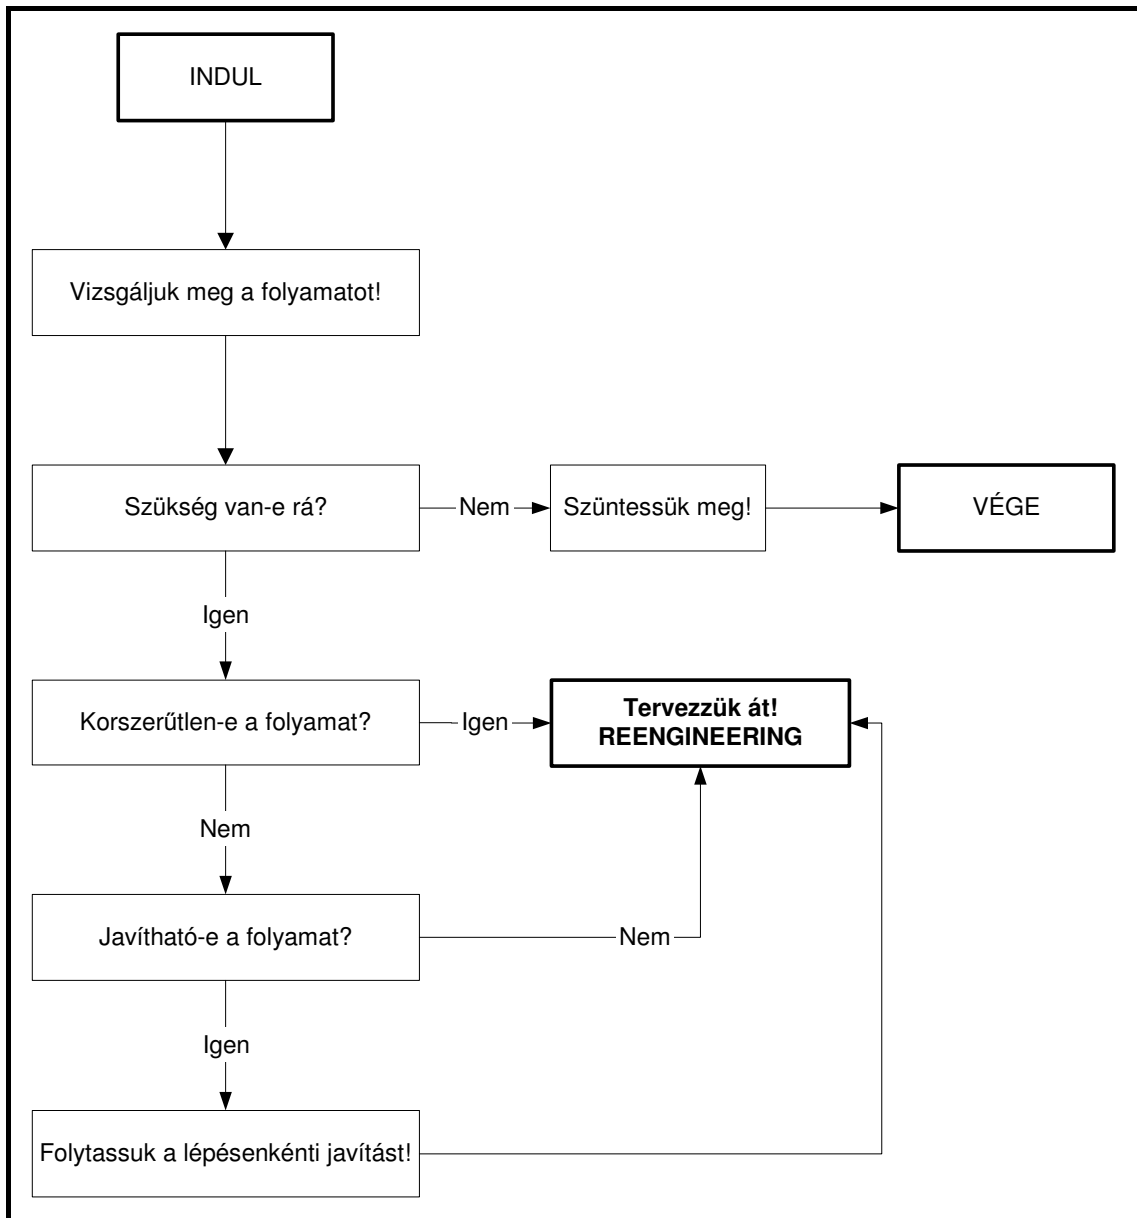 INDUL
Vizsgáljuk meg a folyamatot!
Szükség van-e rá?
Nem
Szüntessük meg!
VÉGE
Igen
Korszerűtlen-e a folyamat?
Igen
Tervezzük át!
REENGINEERING
Nem
Javítható-e a folyamat?
Nem
Igen
Folytassuk a lépésenkénti javítást!